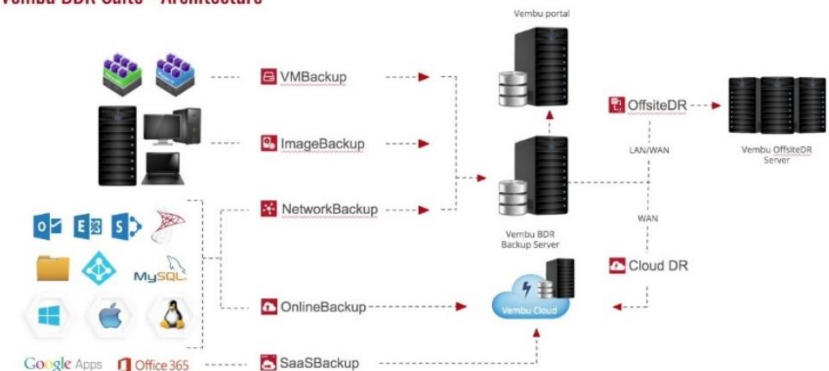 Vembu BDR Suite - Architecture
Vembu portal
VMBackup
OffsiteDR
ImageBackup
LAN/WAN
Vembu OffsiteDR
Server
NetworkBackup
WAN
Vembu BDR
Backup Server
MySQL
Cloud DR
OnlineBackup
Vembu Cloud
Google Apps
Office 365
SaaSBackup